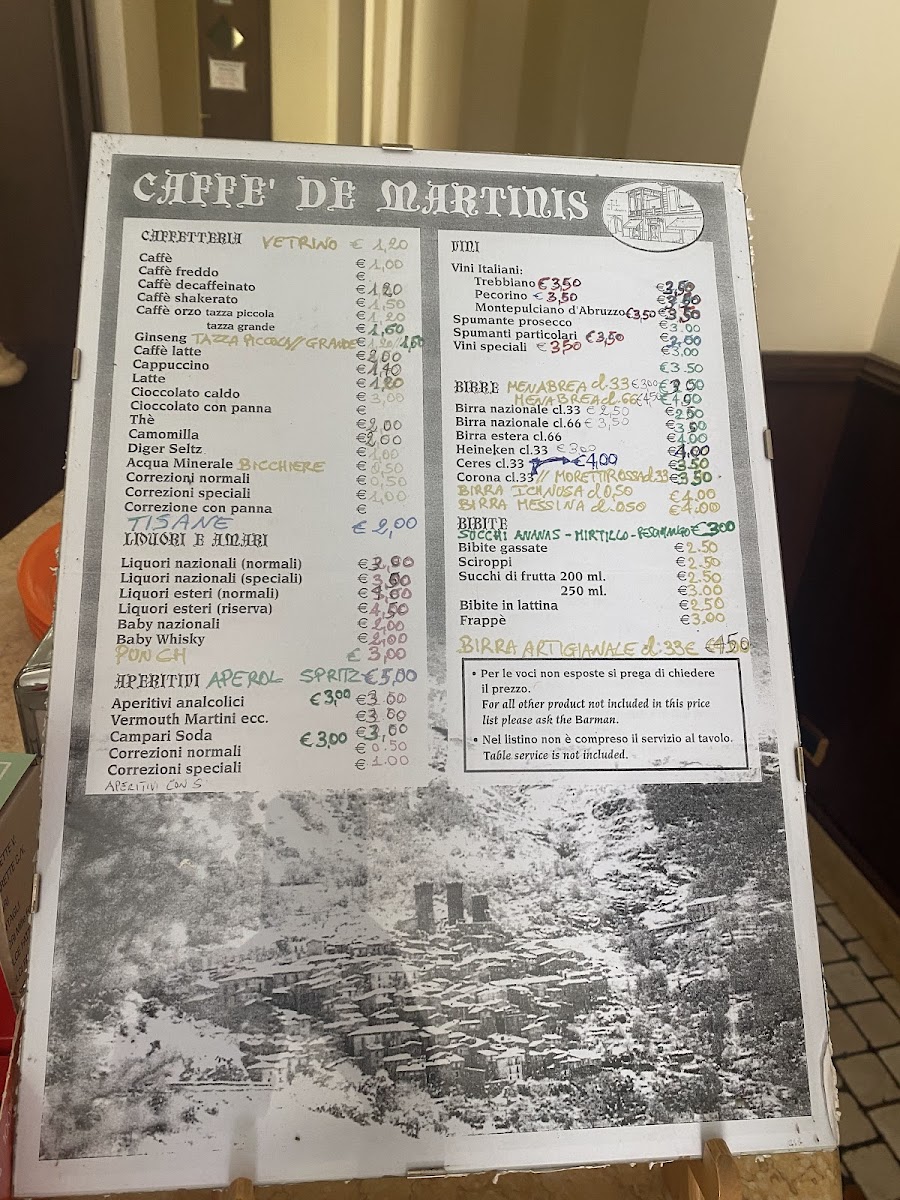 CAFFE' DE MARTINIS
CAFFETTERIA VETRINO € 1,20
Caffè € 1,00
Caffè freddo €
Caffè decaffeinato € 1,20
Caffè shakerato € 1,50
Caffè orzo tazza piccola € 1,20
tazza grande € 1,60
Ginseng TAZZA PICCOLA// GRANDE € 1,20/1,50
Caffè latte € 2,00
Cappuccino € 1,40
Latte € 1,20
Cioccolato caldo € 3,00
Cioccolato con panna €
Thè € 2,00
Camomilla € 2,00
Diger Seltz € 1,00
Acqua Minerale BICCHIERE € 0,50
Correzioni normali € 0,50
Correzioni speciali € 1,00
Correzione con panna €
TISANE € 2,00
LIQUORI E AMARI
Liquori nazionali (normali) €
Liquori nazionali (speciali) € 3,50
Liquori esteri (normali) €
Liquori esteri (riserva) € 4,50
Baby nazionali € 2,00
Baby Whisky € 2,00
PUNCH € 3,00
APERITIVI APEROL SPRITZ € 5,00
Aperitivi analcolici €3,00 € 3.00
Vermouth Martini ecc. € 3.00
Campari Soda €3,00 € 3,00
Correzioni normali € 0.50
Correzioni speciali € 1.00
APERITIVI CON
VINI
Vini Italiani:
Trebbiano €3,50 €3,50
Pecorino €3,50 €
Montepulciano d'Abruzzo €3,50 €3,50
Spumante prosecco €3.00
Spumanti particolari €3,50 €
Vini speciali €3,50 €3,00
€3.50
BIRRE MENABREA cl.33 €3,00 €
MENABREA cl.66 €4,50 €
Birra nazionale cl.33 €2,50 €
Birra nazionale cl.66 €3,50 €
Birra estera cl.66 €4.00
Heineken cl.33 €3,00 €4,00
Ceres cl.33 €4,00 €3.50
Corona cl.33 // MORETTI ROSSA cl33 €3,50
BIRRA ICHNUSA cl 0,50 €4.00
BIRRA MESSINA cl.050 €4.00
BIBITE
SUCCHI ANANAS - MIRTILLO - PESCAMANGO €3,00
Bibite gassate €2.50
Sciroppi €2.50
Succhi di frutta 200 ml. €2.50
250 ml. €3.00
Bibite in lattina €2.50
Frappè €3,00
BIRRA ARTIGIANALE cl.33 € €4,50
• Per le voci non esposte si prega di chiedere
il prezzo.
For all other product not included in this price
list please ask the Barman.
• Nel listino non è compreso il servizio al tavolo.
Table service is not included.